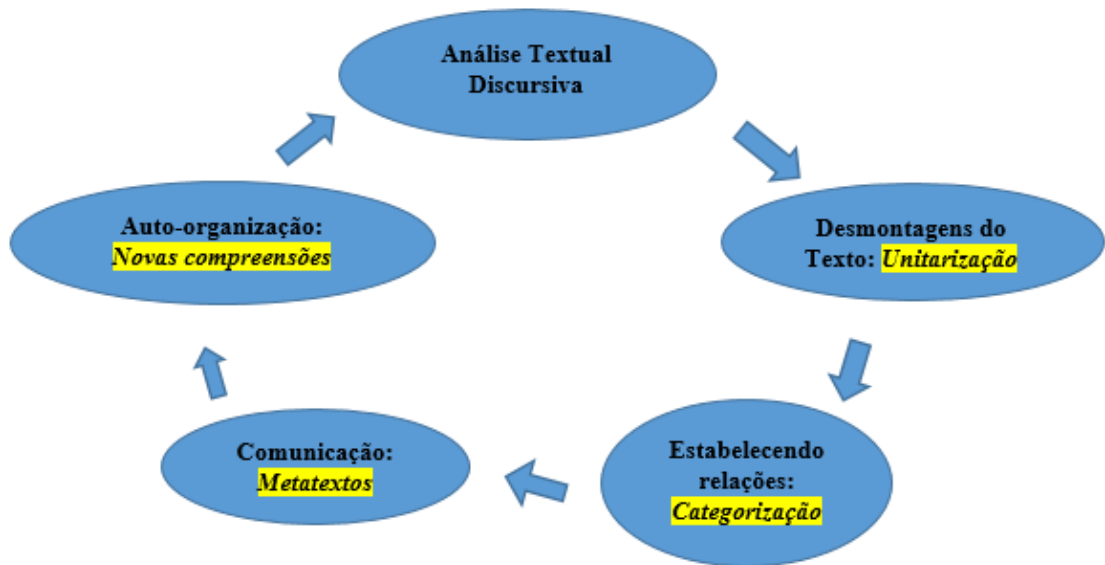 Análise Textual
Discursiva
Desmontagens do
Texto: Unitarização
Estabelecendo
relações:
Categorização
Comunicação:
Metatextos
Auto-organização:
Novas compreensões